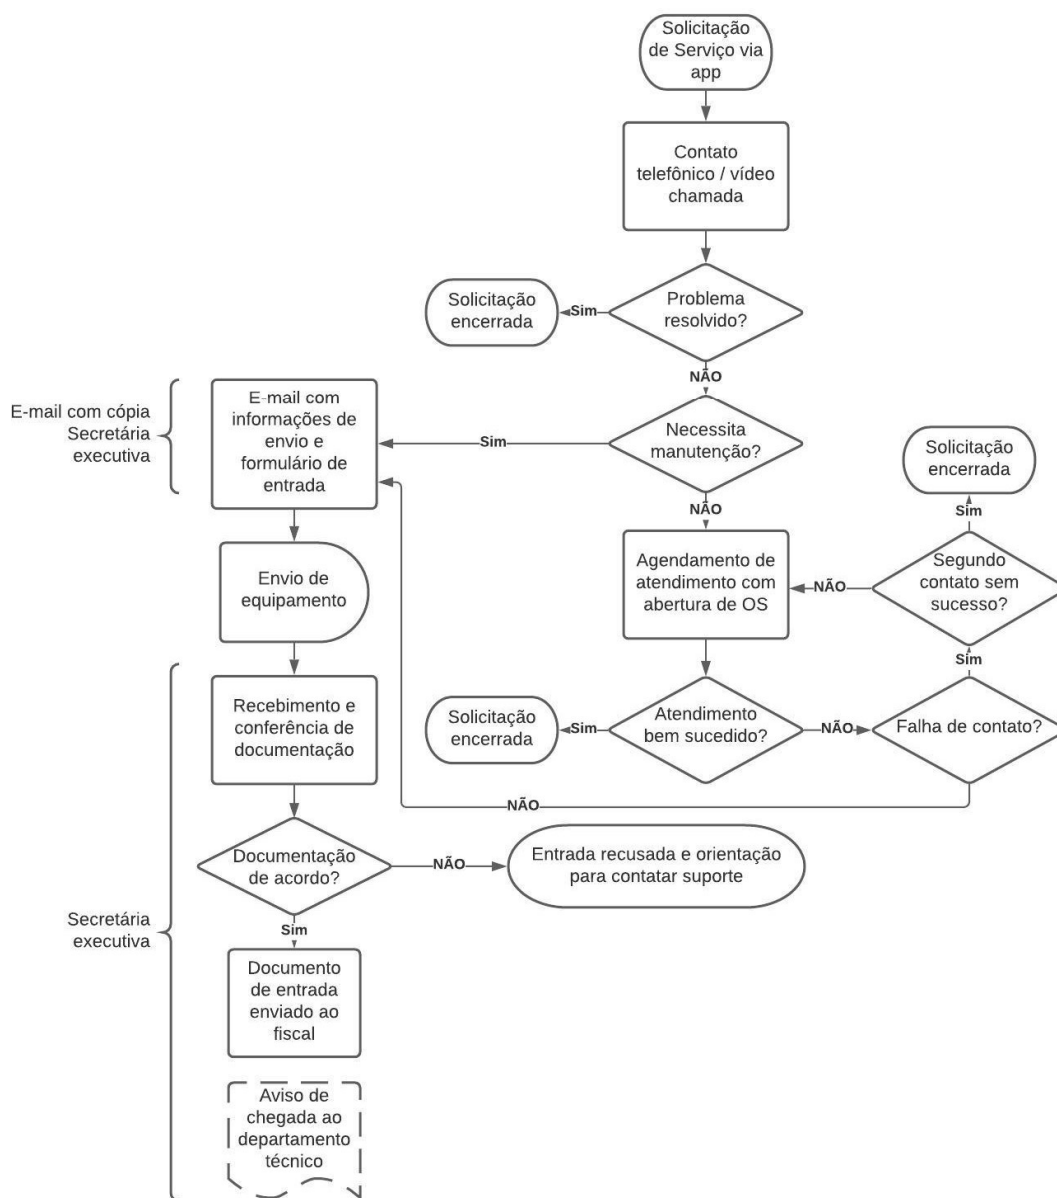 Solicitação
de Serviço via
app
Contato
telefônico / vídeo
chamada
Problema
resolvido?
Sim
Solicitação
encerrada
NÃO
Necessita
manutenção?
Sim
E-mail com
informações de
envio e
formulário de
entrada
E-mail com cópia
Secretária
executiva
NÃO
Agendamento de
atendimento com
abertura de OS
Solicitação
encerrada
Sim
Segundo
contato sem
sucesso?
NÃO
Sim
Envio de
equipamento
Atendimento
bem sucedido?
Sim
Solicitação
encerrada
NÃO
Falha de contato?
NÃO
Recebimento e
conferência de
documentação
Documentação
de acordo?
NÃO
Entrada recusada e orientação
para contatar suporte
Sim
Secretária
executiva
Documento
de entrada
enviado ao
fiscal
Aviso de
chegada ao
departamento
técnico